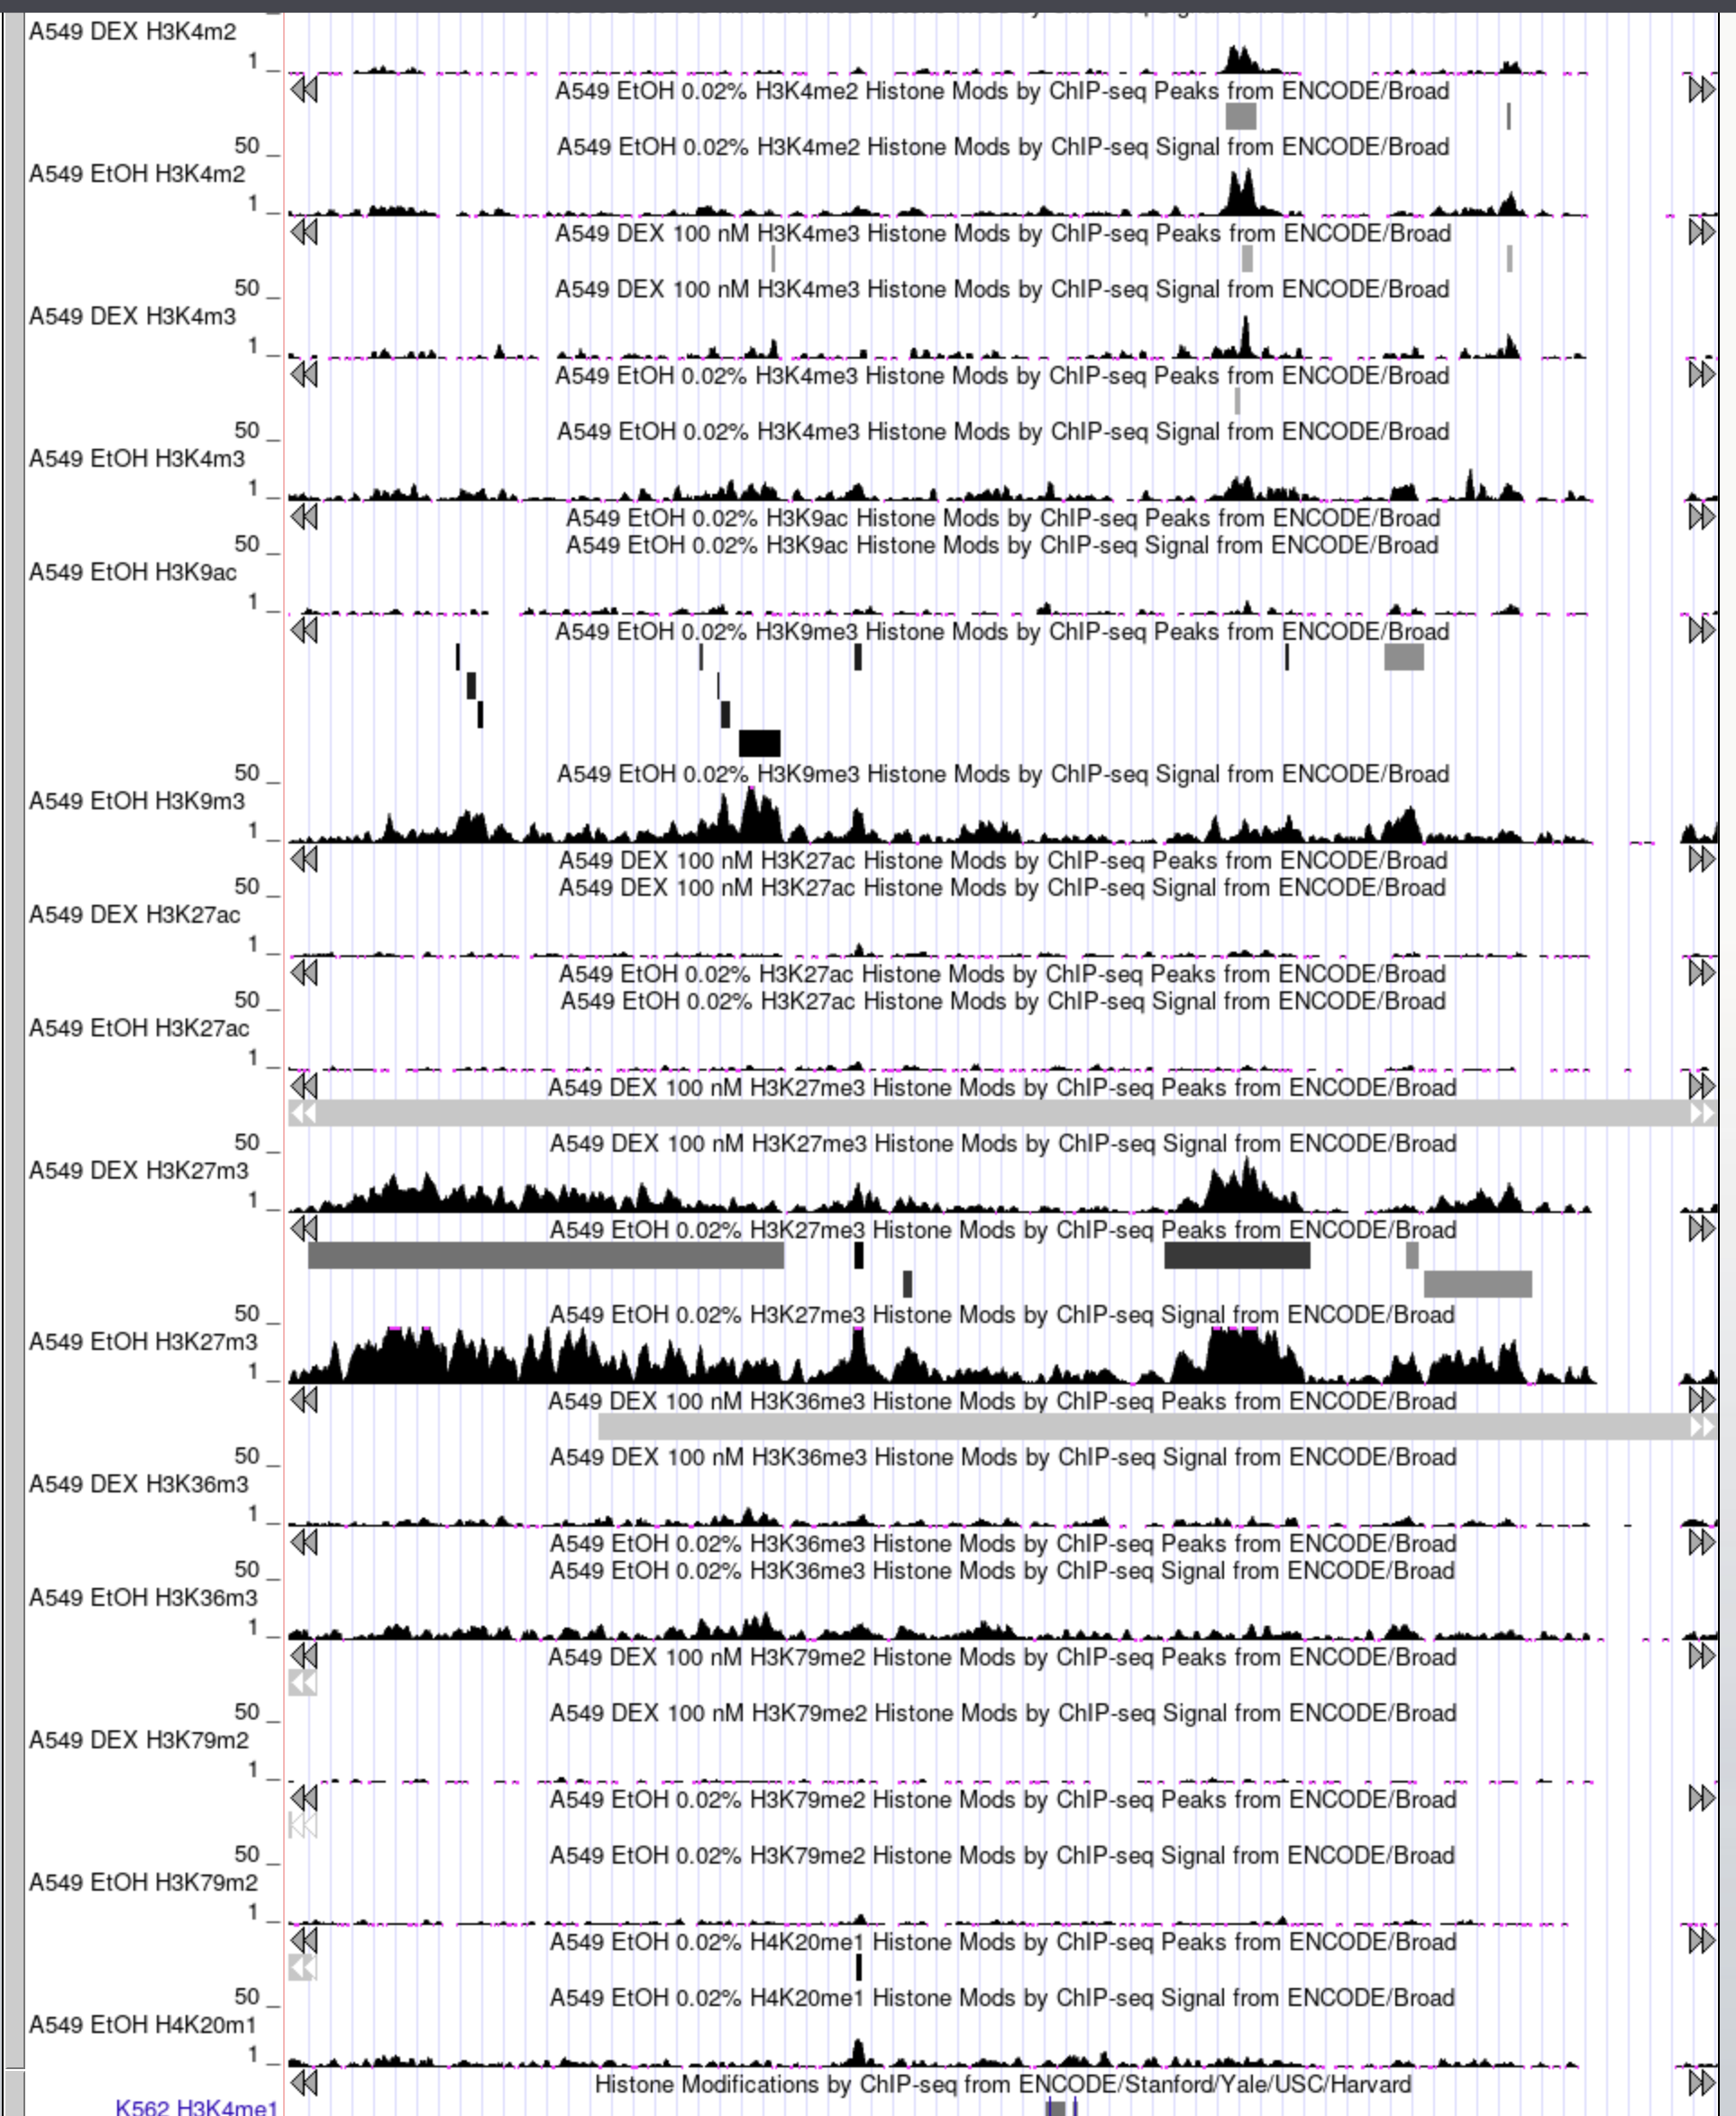 A549 DEX H3K4m2
1
A549 EtOH 0.02% H3K4me2 Histone Mods by ChIP-seq Peaks from ENCODE/Broad
50
A549 EtOH 0.02% H3K4me2 Histone Mods by ChIP-seq Signal from ENCODE/Broad
A549 EtOH H3K4m2
1
A549 DEX 100 nM H3K4me3 Histone Mods by ChIP-seq Peaks from ENCODE/Broad
50
A549 DEX 100 nM H3K4me3 Histone Mods by ChIP-seq Signal from ENCODE/Broad
A549 DEX H3K4m3
1
A549 EtOH 0.02% H3K4me3 Histone Mods by ChIP-seq Peaks from ENCODE/Broad
50
A549 EtOH 0.02% H3K4me3 Histone Mods by ChIP-seq Signal from ENCODE/Broad
A549 EtOH H3K4m3
1
A549 EtOH 0.02% H3K9ac Histone Mods by ChIP-seq Peaks from ENCODE/Broad
50
A549 EtOH 0.02% H3K9ac Histone Mods by ChIP-seq Signal from ENCODE/Broad
A549 EtOH H3K9ac
1
A549 EtOH 0.02% H3K9me3 Histone Mods by ChIP-seq Peaks from ENCODE/Broad
50
A549 EtOH 0.02% H3K9me3 Histone Mods by ChIP-seq Signal from ENCODE/Broad
A549 EtOH H3K9m3
1
A549 DEX 100 nM H3K27ac Histone Mods by ChIP-seq Peaks from ENCODE/Broad
50
A549 DEX 100 nM H3K27ac Histone Mods by ChIP-seq Signal from ENCODE/Broad
A549 DEX H3K27ac
1
A549 EtOH 0.02% H3K27ac Histone Mods by ChIP-seq Peaks from ENCODE/Broad
50
A549 EtOH 0.02% H3K27ac Histone Mods by ChIP-seq Signal from ENCODE/Broad
A549 EtOH H3K27ac
1
A549 DEX 100 nM H3K27me3 Histone Mods by ChIP-seq Peaks from ENCODE/Broad
50
A549 DEX 100 nM H3K27me3 Histone Mods by ChIP-seq Signal from ENCODE/Broad
A549 DEX H3K27m3
1
A549 EtOH 0.02% H3K27me3 Histone Mods by ChIP-seq Peaks from ENCODE/Broad
50
A549 EtOH 0.02% H3K27me3 Histone Mods by ChIP-seq Signal from ENCODE/Broad
A549 EtOH H3K27m3
1
A549 DEX 100 nM H3K36me3 Histone Mods by ChIP-seq Peaks from ENCODE/Broad
50
A549 DEX 100 nM H3K36me3 Histone Mods by ChIP-seq Signal from ENCODE/Broad
A549 DEX H3K36m3
1
A549 EtOH 0.02% H3K36me3 Histone Mods by ChIP-seq Peaks from ENCODE/Broad
50
A549 EtOH 0.02% H3K36me3 Histone Mods by ChIP-seq Signal from ENCODE/Broad
A549 EtOH H3K36m3
1
A549 DEX 100 nM H3K79me2 Histone Mods by ChIP-seq Peaks from ENCODE/Broad
50
A549 DEX 100 nM H3K79me2 Histone Mods by ChIP-seq Signal from ENCODE/Broad
A549 DEX H3K79m2
1
A549 EtOH 0.02% H3K79me2 Histone Mods by ChIP-seq Peaks from ENCODE/Broad
50
A549 EtOH 0.02% H3K79me2 Histone Mods by ChIP-seq Signal from ENCODE/Broad
A549 EtOH H3K79m2
1
A549 EtOH 0.02% H4K20me1 Histone Mods by ChIP-seq Peaks from ENCODE/Broad
50
A549 EtOH 0.02% H4K20me1 Histone Mods by ChIP-seq Signal from ENCODE/Broad
A549 EtOH H4K20m1
1
Histone Modifications by ChIP-seq from ENCODE/Stanford/Yale/USC/Harvard
K562 H3K4me1